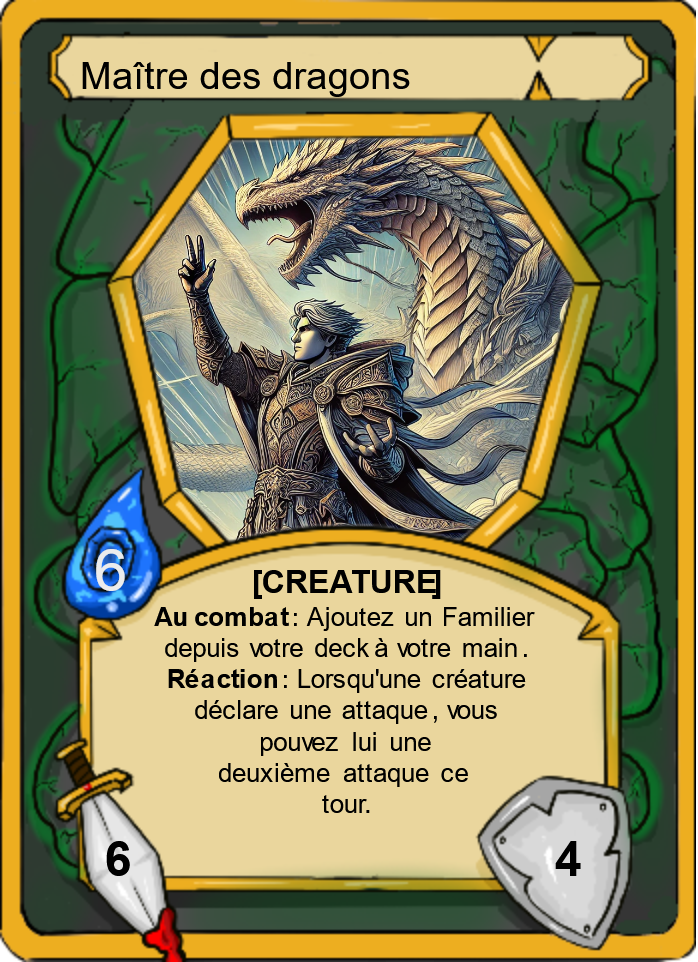 Maître des dragons
6
[CREATURE]
Au combat: Ajoutez un Familier
depuis votre deck à votre main.
Réaction: Lorsqu'une créature
déclare une attaque, vous
pouvez lui une
deuxième attaque ce
tour.
6
4